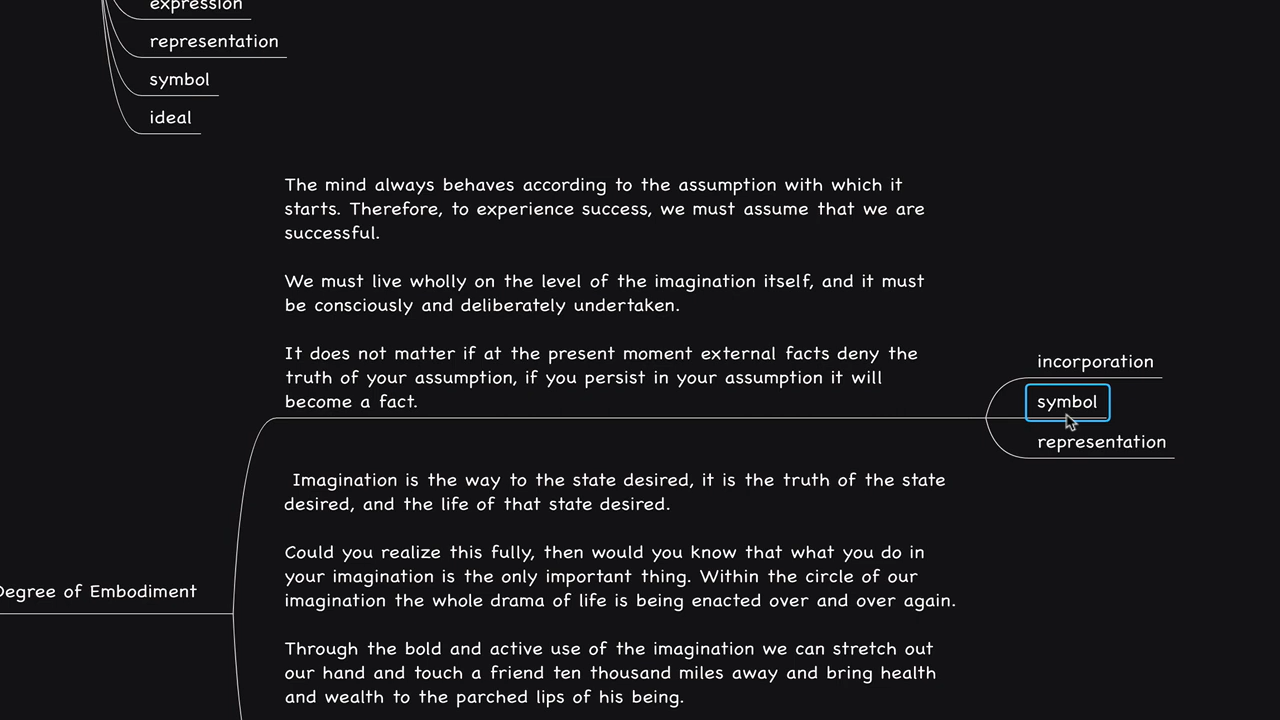 expression
representation
symbol
ideal
The mind always behaves according to the assumption with which it
starts. Therefore, to experience success, we must assume that we are
successful.
We must live wholly on the level of the imagination itself, and it must
be consciously and deliberately undertaken.
It does not matter if at the present moment external facts deny the
truth of your assumption, if you persist in your assumption it will
become a fact.
incorporation
symbol
representation
Imagination is the way to the state desired, it is the truth of the state
desired, and the life of that state desired.
Could you realize this fully, then would you know that what you do in
your imagination is the only important thing. Within the circle of our
imagination the whole drama of life is being enacted over and over again.
Degree of Embodiment
Through the bold and active use of the imagination we can stretch out
our hand and touch a friend ten thousand miles away and bring health
and wealth to the parched lips of his being.